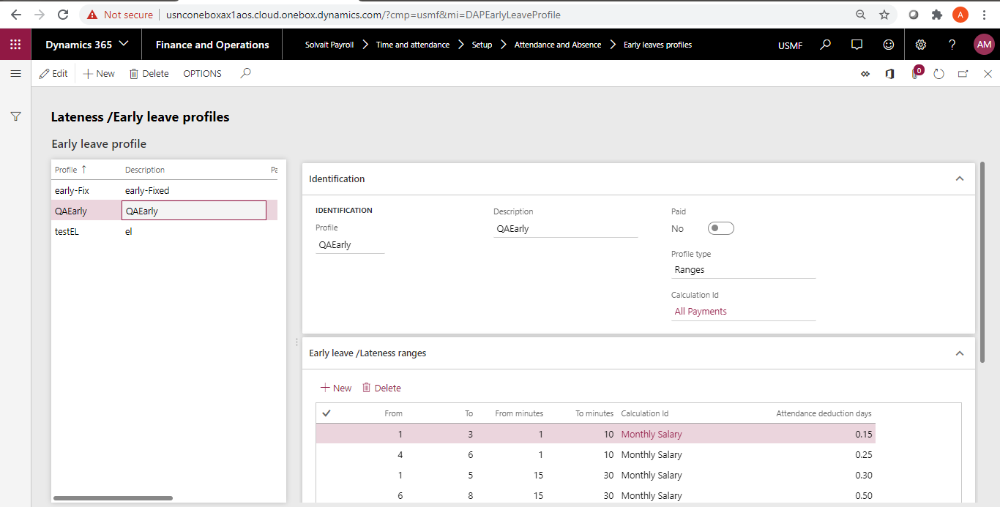 Not secure usnconeboxax1aos.cloud.onebox.dynamics.com/?cmp=usmf&mi=DAPEarlyLeaveProfile A
Dynamics 365 Finance and Operations Solvait Payroll > Time and attendance > Setup > Attendance and Absence > Early leaves profiles USMF ? AM
Edit + New Delete OPTIONS 0
Lateness /Early leave profiles
Early leave profile
Profile ↑ Description Pa
early-Fix early-Fixed
QAEarly QAEarly
testEL el
Identification
IDENTIFICATION
Profile
QAEarly
Description
QAEarly
Paid
No
Profile type
Ranges
Calculation Id
All Payments
Early leave /Lateness ranges
+ New Delete
From To From minutes To minutes Calculation Id Attendance deduction days
1 3 1 10 Monthly Salary 0.15
4 6 1 10 Monthly Salary 0.25
1 5 15 30 Monthly Salary 0.30
6 8 15 30 Monthly Salary 0.50